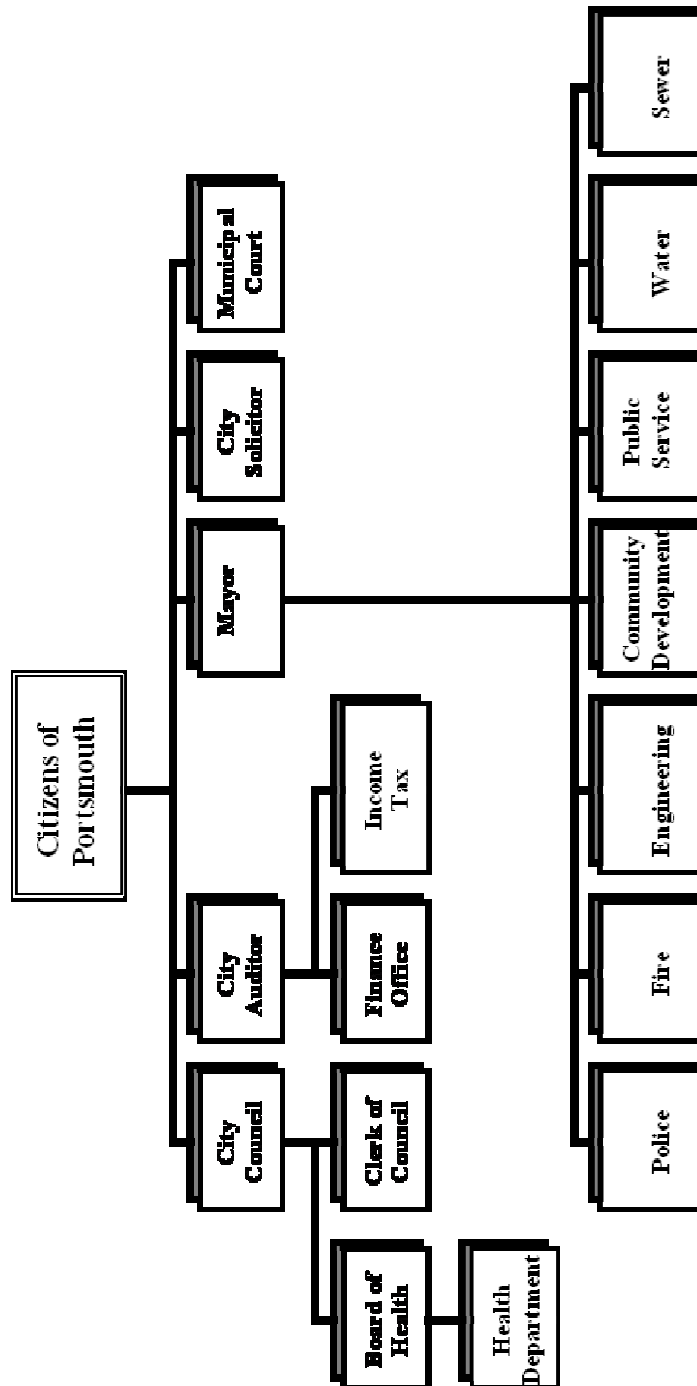 Citizens of
Portsmouth
City
Council
City
Auditor
Mayor
City
Solicitor
Municipal
Court
Board of
Health
Clerk of
Council
Finance
Office
Income
Tax
Health
Department
Police
Fire
Engineering
Community
Development
Public
Service
Water
Sewer